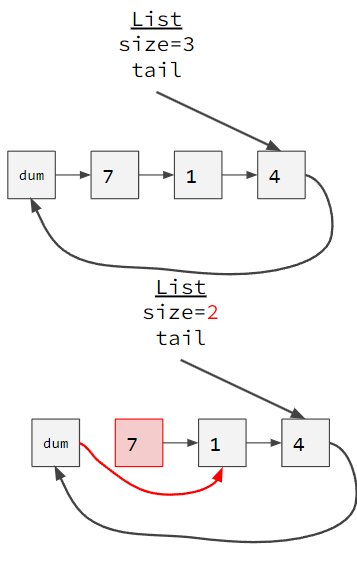 List
size=3
tail
dum 7 1 4
List
size=2
tail
dum 7 1 4